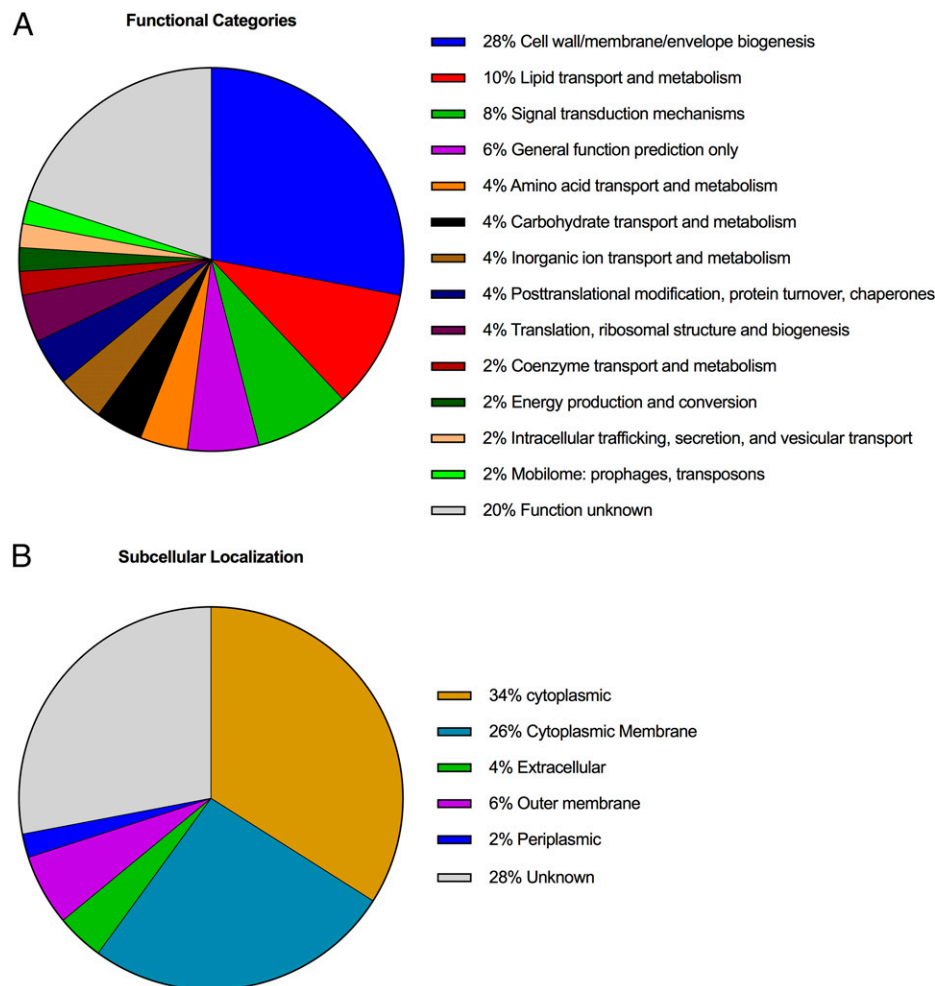 A
Functional Categories
28% Cell wall/membrane/envelope biogenesis
10% Lipid transport and metabolism
8% Signal transduction mechanisms
6% General function prediction only
4% Amino acid transport and metabolism
4% Carbohydrate transport and metabolism
4% Inorganic ion transport and metabolism
4% Posttranslational modification, protein turnover, chaperones
4% Translation, ribosomal structure and biogenesis
2% Coenzyme transport and metabolism
2% Energy production and conversion
2% Intracellular trafficking, secretion, and vesicular transport
2% Mobilome: prophages, transposons
20% Function unknown
B
Subcellular Localization
34% cytoplasmic
26% Cytoplasmic Membrane
4% Extracellular
6% Outer membrane
2% Periplasmic
28% Unknown